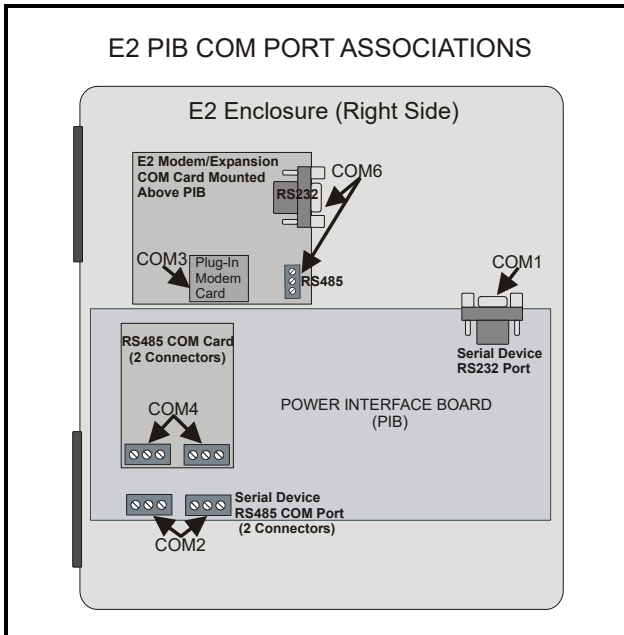 E2 PIB COM PORT ASSOCIATIONS
E2 Enclosure (Right Side)
E2 Modem/Expansion
COM Card Mounted
Above PIB
RS232
COM6
COM3
Plug-In
Modem
Card
RS485
COM1
Serial Device
RS232 Port
RS485 COM Card
(2 Connectors)
COM4
POWER INTERFACE BOARD
(PIB)
Serial Device
RS485 COM Port
(2 Connectors)
COM2